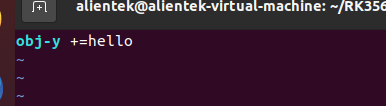 alientek@alientek-virtual-machine: ~/RK356
obj-y +=hello
~
~
~